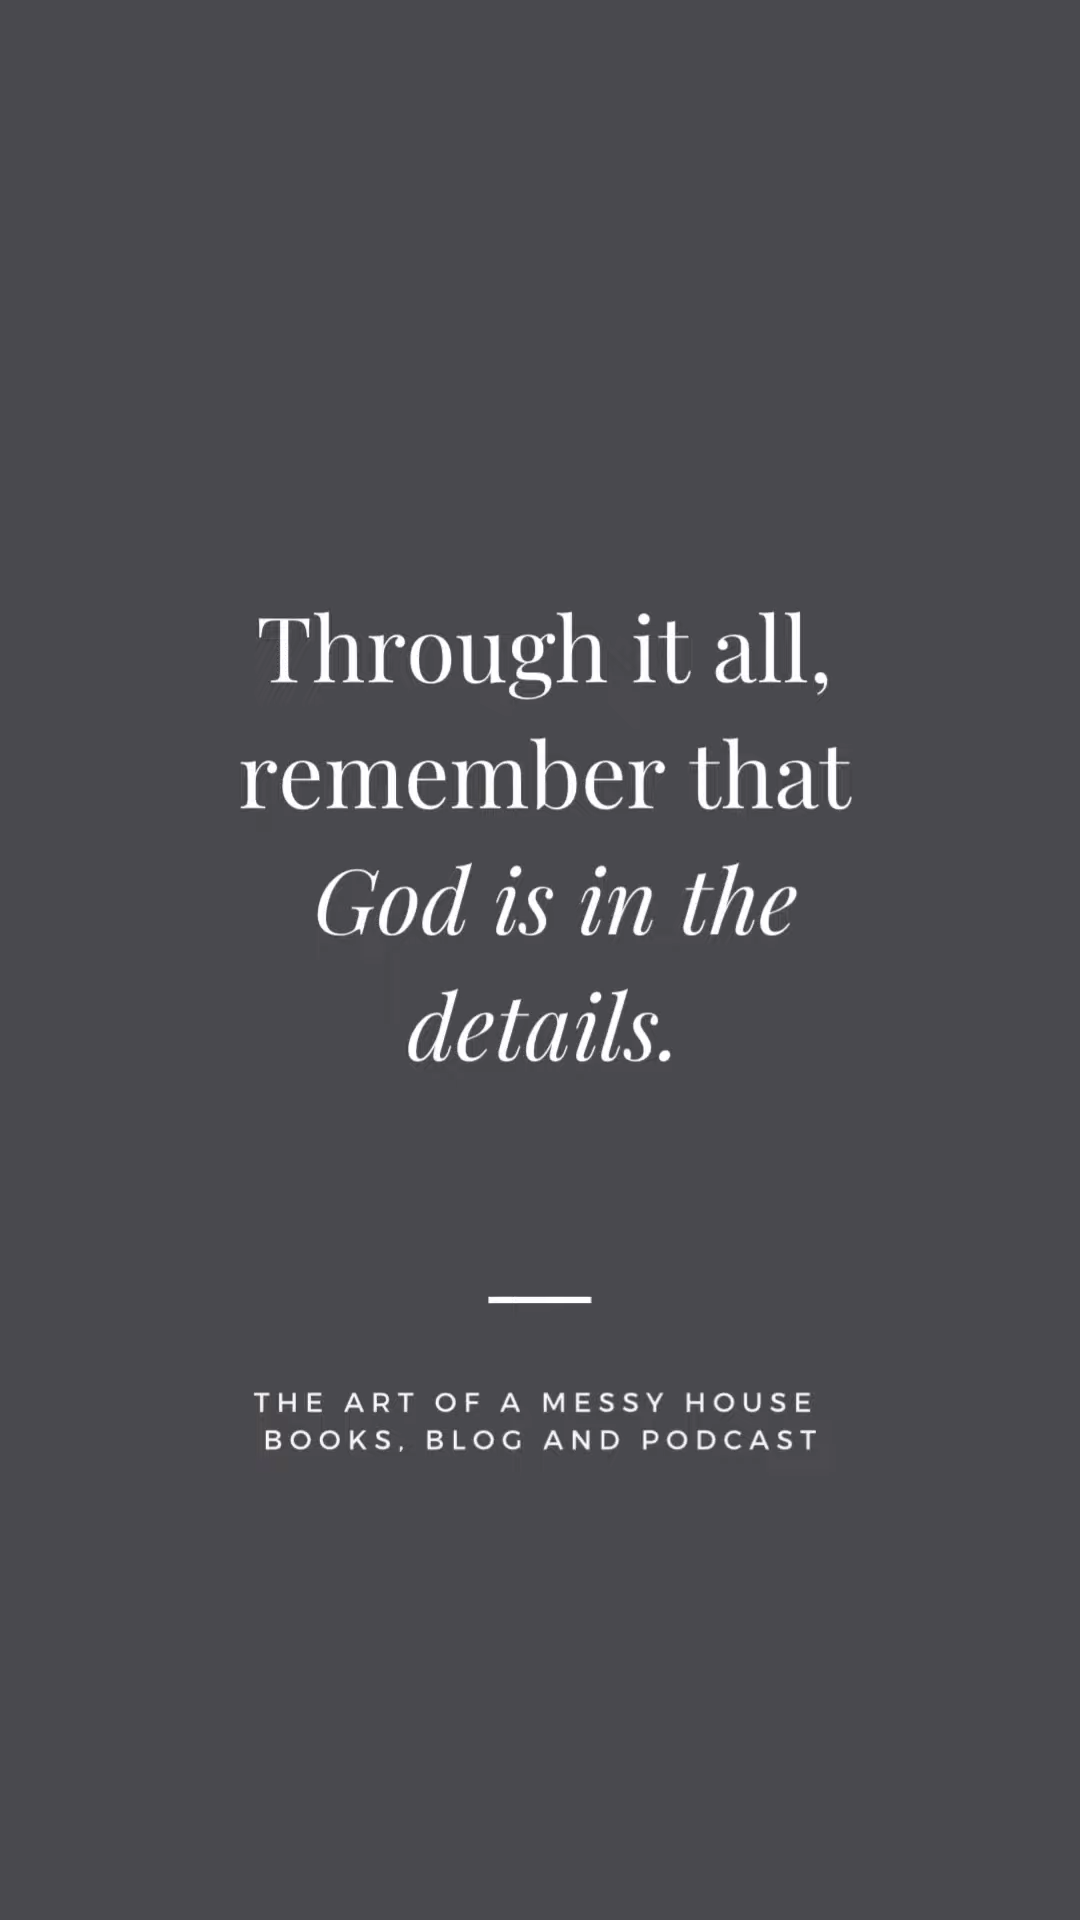 Through it all,
remember that
God is in the
details.
THE ART OF A MESSY HOUSE
BOOKS, BLOG AND PODCAST